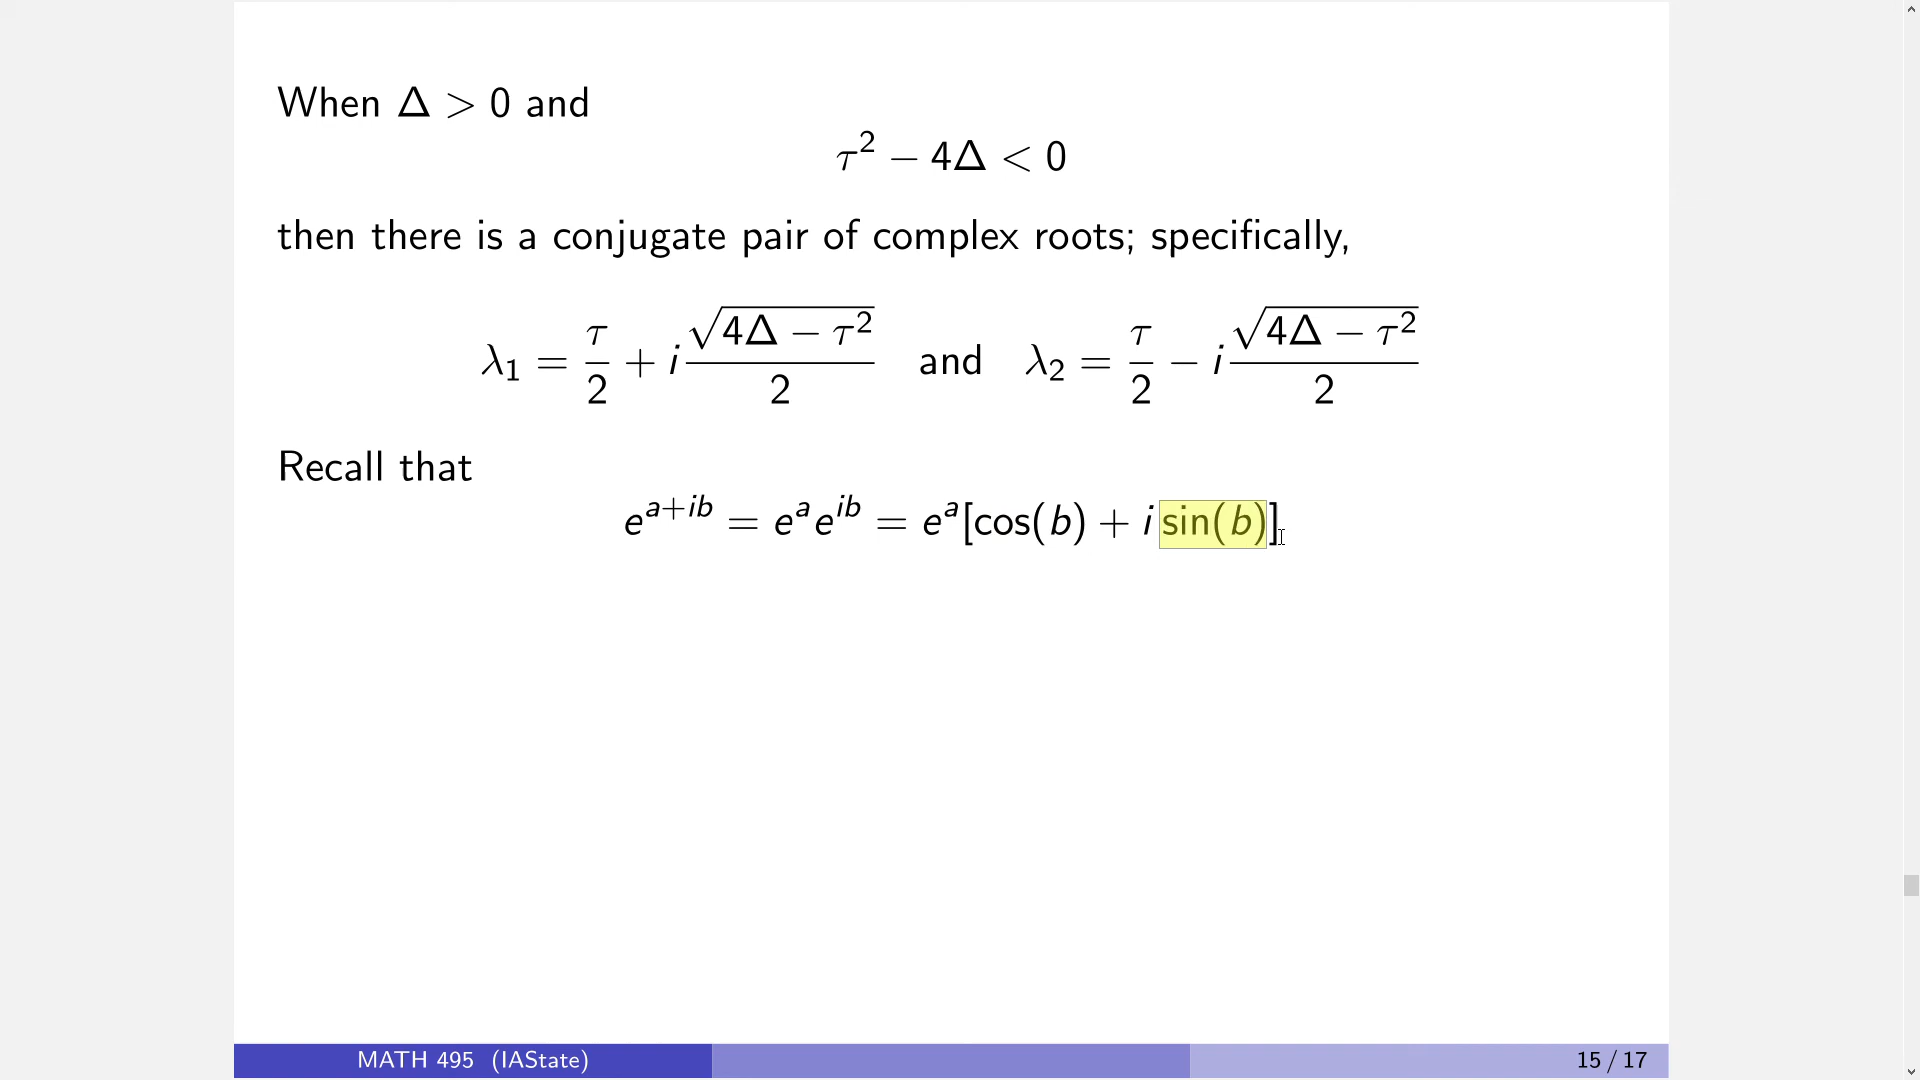 When Δ > 0 and
τ² − 4Δ < 0
then there is a conjugate pair of complex roots; specifically,
λ₁ = τ/2 + i √(4Δ − τ²)/2 and λ₂ = τ/2 − i √(4Δ − τ²)/2
Recall that
e^{a+ib} = e^a e^{ib} = e^a[cos(b) + i sin(b)]
MATH 495 (IAState)
15 / 17